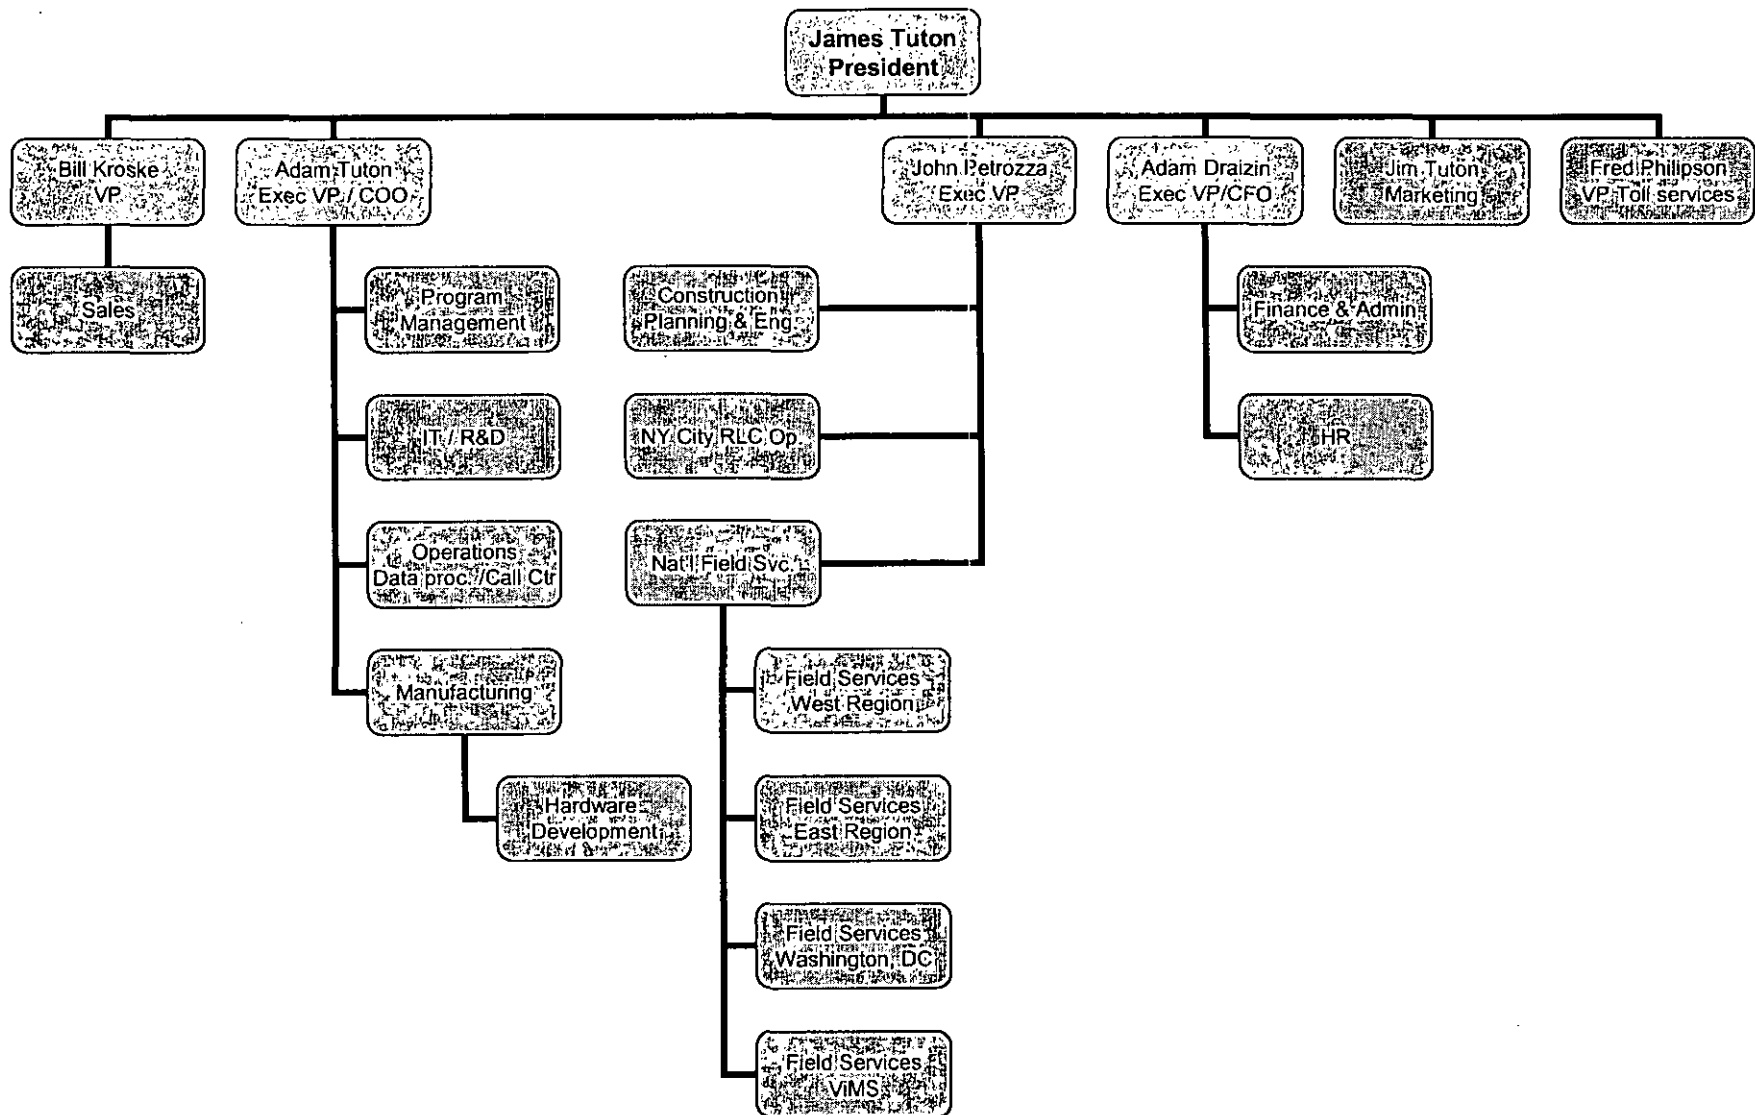 James Tuton
President
Bill Kroske
VP
Adam Tuton
Exec VP / COO
John Petrozza
Exec VP
Adam Draizin
Exec VP/CFO
Jim Tuton
Marketing
Fred Philipson
VP Toll services
Sales
Program
Management
Construction
Planning & Eng.
Finance & Admin
IT / R&D
NY City RLC Op.
HR
Operations
Data proc. /Call Ctr
Nat'l Field Svc.
Manufacturing
Field Services
West Region
Hardware
Development
Field Services
East Region
Field Services
Washington, DC
Field Services
ViMS